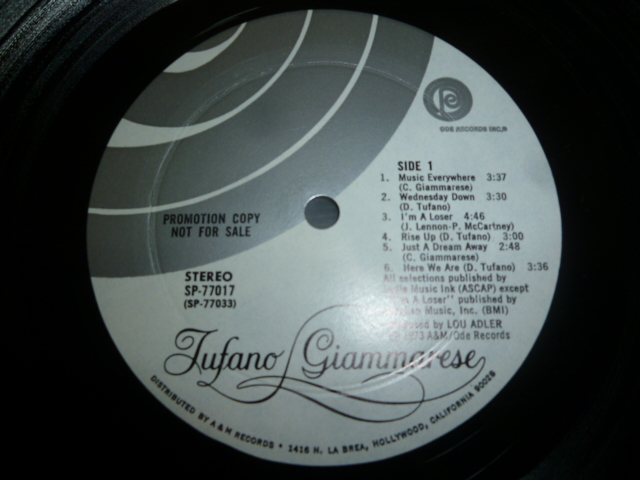 ODE RECORDS INC.®
SIDE 1
1. Music Everywhere 3:37
(C. Giammarese)
2. Wednesday Down 3:30
(D. Tufano)
3. I'm A Loser 4:46
(J. Lennon-P. McCartney)
4. Rise Up (D. Tufano) 3:00
5. Just A Dream Away 2:48
(C. Giammarese)
6. Here We Are (D. Tufano) 3:36
All selections published by
Music Ink (ASCAP) except
A Loser" published by
Music, Inc. (BMI)
by LOU ADLER
1973 A&M/Ode Records
PROMOTION COPY
NOT FOR SALE
STEREO
SP-77017
(SP-77033)
Tufano Giammarese
DISTRIBUTED BY A & M RECORDS • 1416 N. LA BREA, HOLLYWOOD, CALIFORNIA 90028